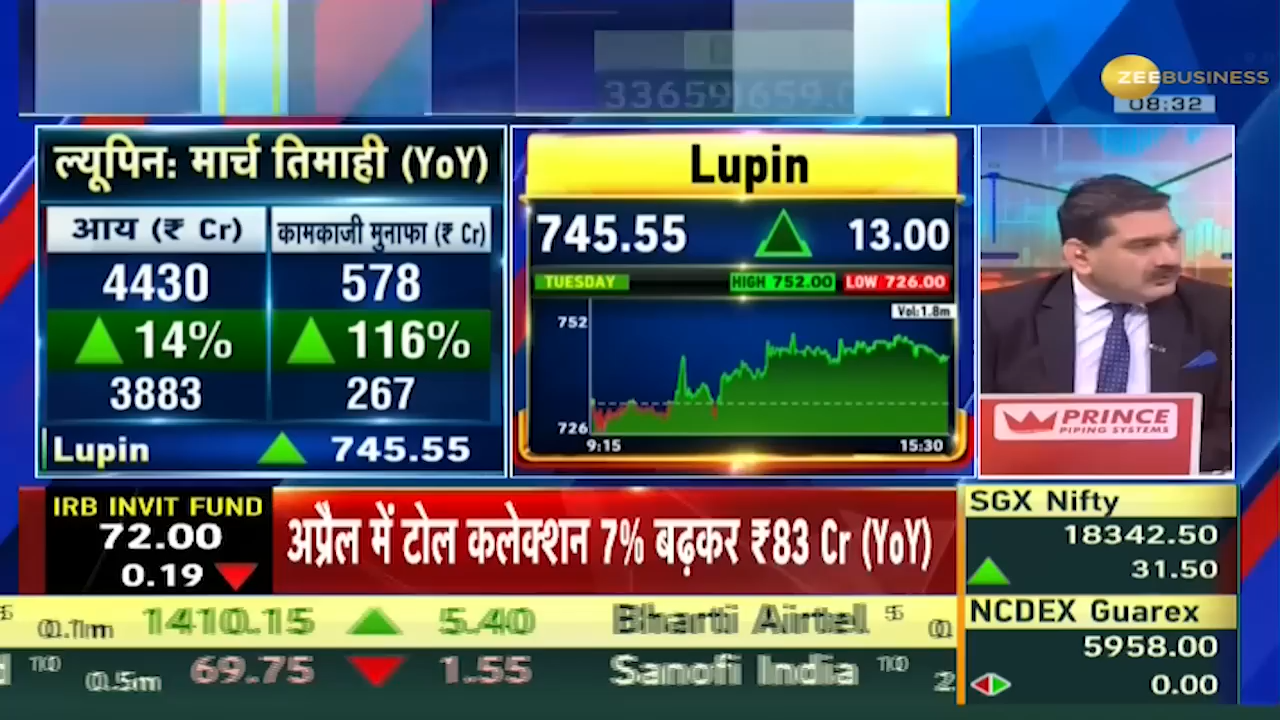 ZEEBUSINESS
08:32
ल्यूपिन: मार्च तिमाही (YoY)
आय (₹ Cr) कामकाजी मुनाफा (₹ Cr)
4430 578
14% 116%
3883 267
Lupin 745.55
Lupin
745.55 13.00
TUESDAY HIGH 752.00 LOW 726.00
Vol:1.8m
752
726
9:15 15:30
PRINCE
PIPING SYSTEMS
IRB INVIT FUND
72.00
0.19
अप्रैल में टोल कलेक्शन 7% बढ़कर ₹83 Cr (YoY)
SGX Nifty
18342.50
31.50
NCDEX Guarex
5958.00
0.00
1410.15 5.40 Bharti Airtel
0.5m 69.75 1.55 Sanofi India